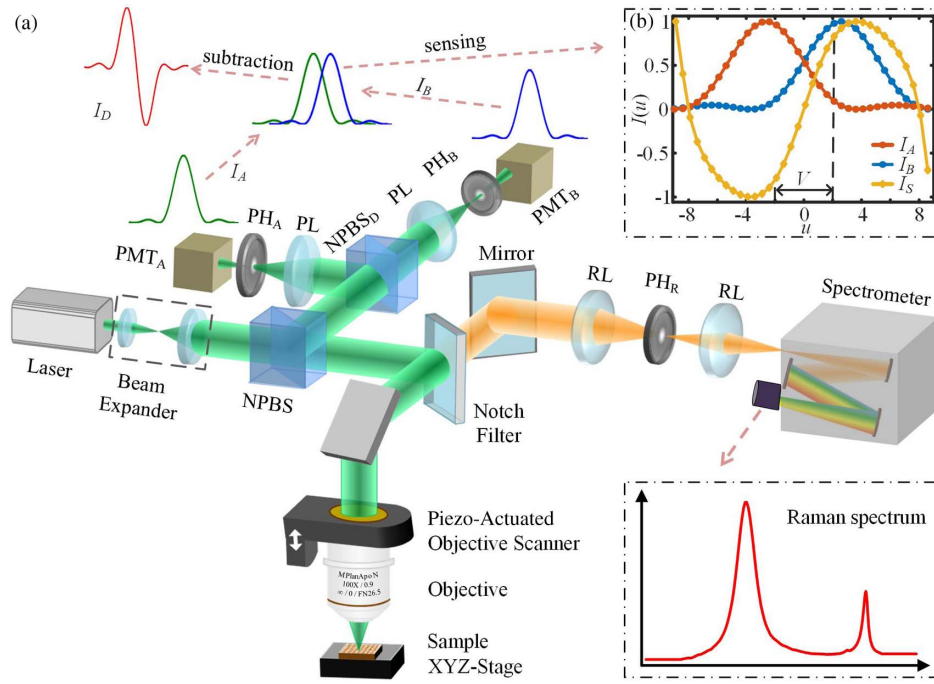 (a)
subtraction
sensing
I_D
I_B
I_A
PH_A
PL
NPBS_D
PL
PH_B
PMT_A
PMT_B
Mirror
RL
PH_R
RL
Spectrometer
Laser
Beam
Expander
NPBS
Notch
Filter
Piezo-Actuated
Objective Scanner
MPlanApo N
100X / 0.9
∞ / 0 / FN26.5
Objective
Sample
XYZ-Stage
(b)
I(u)
1
0.5
0
-0.5
-1
-9
-4
0
4
8
u
V
I_A
I_B
I_S
Raman spectrum